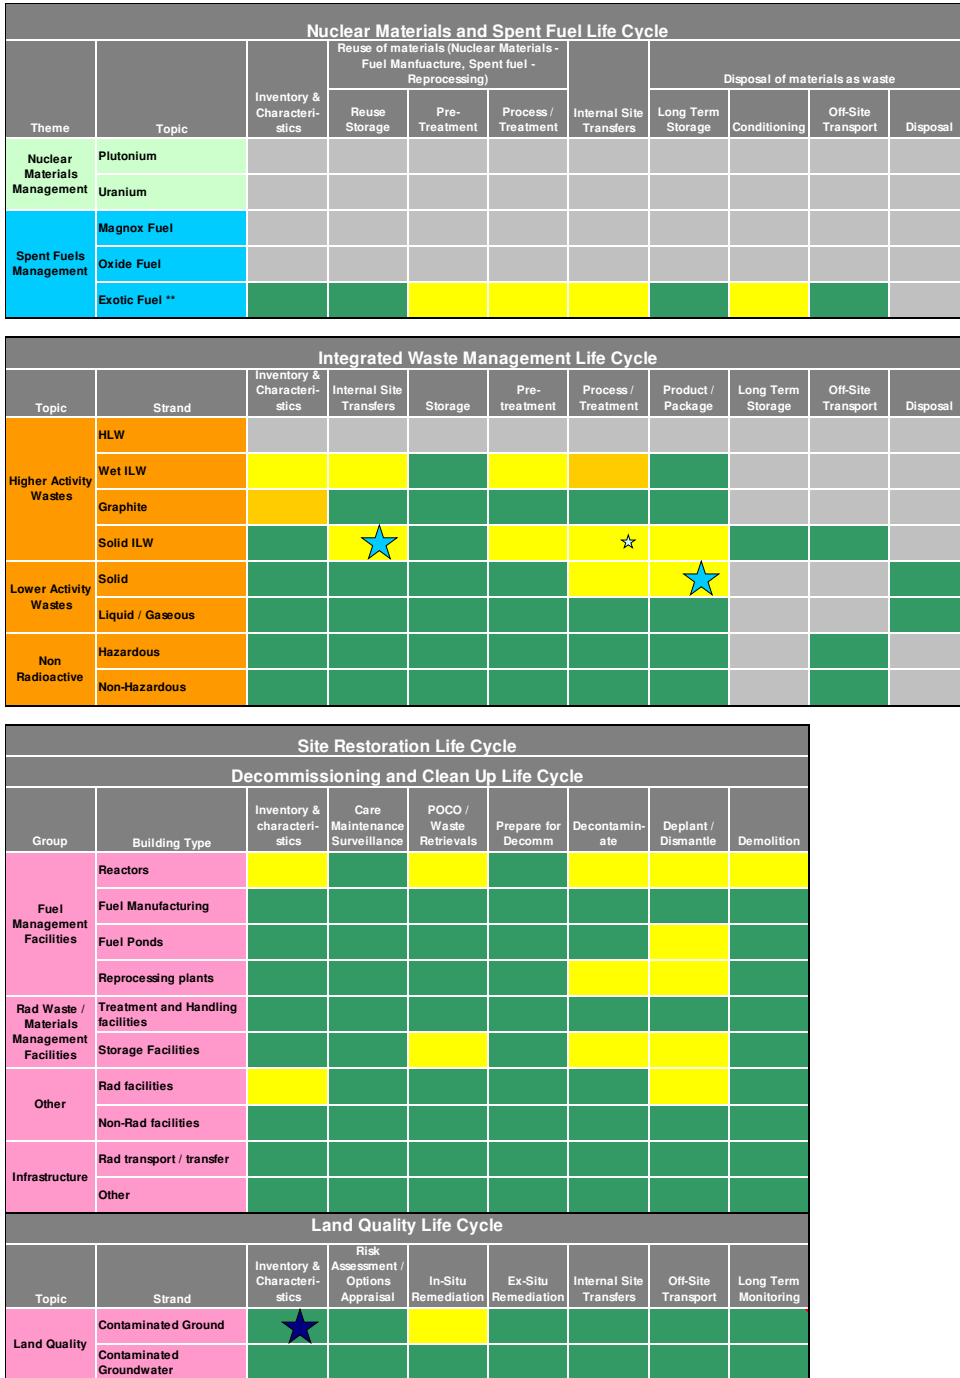 Nuclear Materials and Spent Fuel Life Cycle
Theme
Topic
Inventory &
Characteri-
stics
Reuse of materials (Nuclear Materials -
Fuel Manfuacture, Spent fuel -
Reprocessing)
Reuse
Storage
Pre-
Treatment
Process /
Treatment
Internal Site
Transfers
Disposal of materials as waste
Long Term
Storage
Conditioning
Off-Site
Transport
Disposal
Nuclear
Materials
Management
Plutonium
Uranium
Spent Fuels
Management
Magnox Fuel
Oxide Fuel
Exotic Fuel **
Integrated Waste Management Life Cycle
Topic
Strand
Inventory &
Characteri-
stics
Internal Site
Transfers
Storage
Pre-
treatment
Process /
Treatment
Product /
Package
Long Term
Storage
Off-Site
Transport
Disposal
Higher Activity
Wastes
HLW
Wet ILW
Graphite
Solid ILW
Lower Activity
Wastes
Solid
Liquid / Gaseous
Non
Radioactive
Hazardous
Non-Hazardous
Site Restoration Life Cycle
Decommissioning and Clean Up Life Cycle
Group
Building Type
Inventory &
characteri-
stics
Care
Maintenance
Surveillance
POCO /
Waste
Retrievals
Prepare for
Decomm
Decontamin-
ate
Deplant /
Dismantle
Demolition
Fuel
Management
Facilities
Reactors
Fuel Manufacturing
Fuel Ponds
Reprocessing plants
Rad Waste /
Materials
Management
Facilities
Treatment and Handling
facilities
Storage Facilities
Other
Rad facilities
Non-Rad facilities
Infrastructure
Rad transport / transfer
Other
Land Quality Life Cycle
Topic
Strand
Inventory &
Characteri-
stics
Risk
Assessment /
Options
Appraisal
In-Situ
Remediation
Ex-Situ
Remediation
Internal Site
Transfers
Off-Site
Transport
Long Term
Monitoring
Land Quality
Contaminated Ground
Contaminated
Groundwater